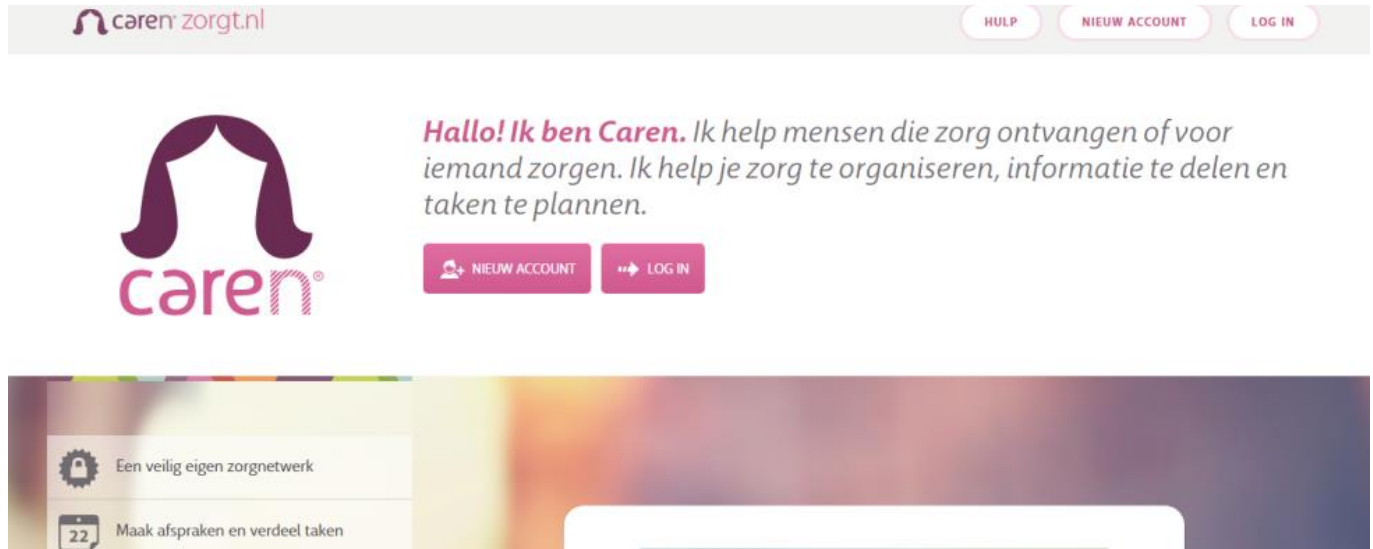 caren® zorgt.nl
HULP
NIEUW ACCOUNT
LOG IN
caren®
Hallo! Ik ben Caren. Ik help mensen die zorg ontvangen of voor
iemand zorgen. Ik help je zorg te organiseren, informatie te delen en
taken te plannen.
NIEUW ACCOUNT
LOG IN
Een veilig eigen zorgnetwerk
22
Maak afspraken en verdeel taken